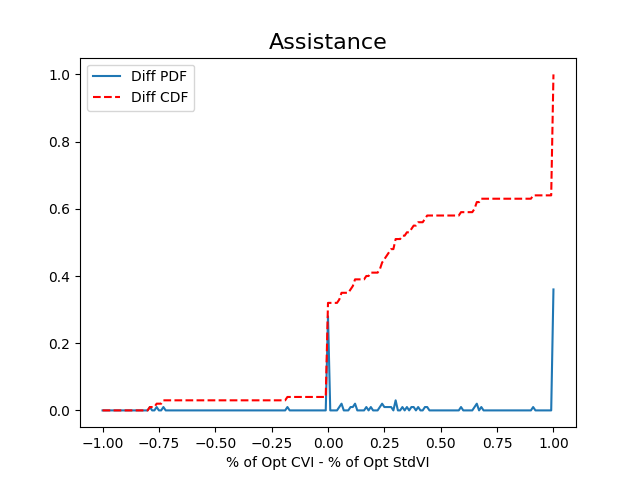 Assistance
Diff PDF
Diff CDF
1.0
0.8
0.6
0.4
0.2
0.0
−1.00 −0.75 −0.50 −0.25 0.00 0.25 0.50 0.75 1.00
% of Opt CVI - % of Opt StdVI